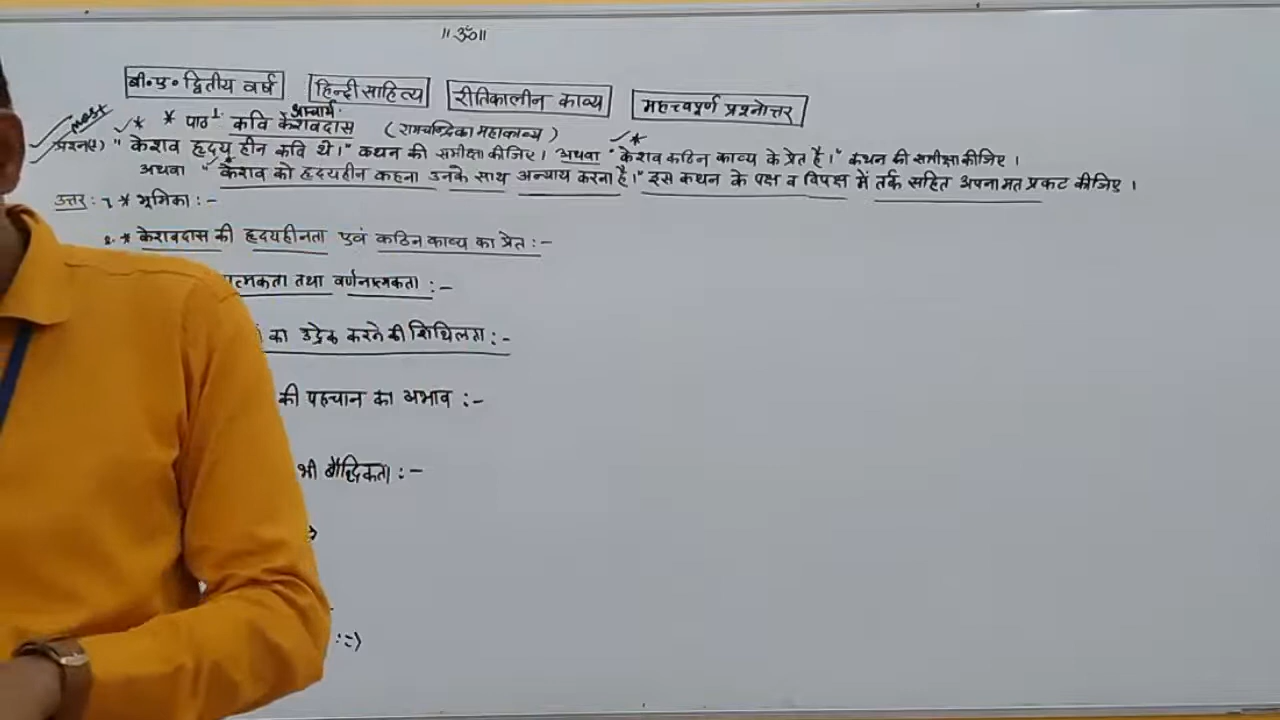 ॥ ॐ॥
बी॰ए॰ द्वितीय वर्ष हिन्दी साहित्य रीतिकालीन काव्य महत्त्वपूर्ण प्रश्नोत्तर
most * * पाठ 1. कवि आचार्य केशवदास (रामचन्द्रिका महाकाव्य)
प्रश्न(1) "केशव हृदय हीन कवि थे।" कथन की समीक्षा कीजिए। अथवा * "केशव कठिन काव्य के प्रेत है।" कथन की समीक्षा कीजिए।
अथवा * "केशव को हृदयहीन कहना उनके साथ अन्याय करना है।" इस कथन के पक्ष व विपक्ष में तर्क सहित अपना मत प्रकट कीजिए।
उत्तर:- 1 * भूमिका :-
2. * केशवदास की हृदयहीनता एवं कठिन काव्य का प्रेत :-
तथा वर्णनात्मकता :-
का उद्रेक करने की शिथिलता :-
की पहचान का अभाव :-
भी बौद्धिकता :-